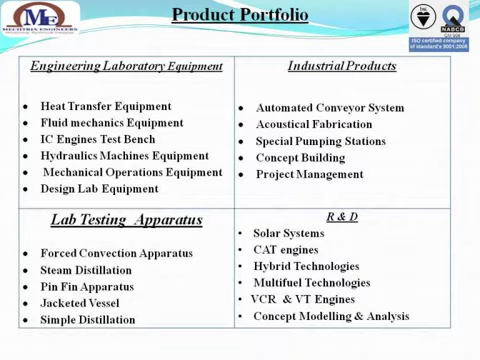 Product Portfolio
ME
MECHTRIX ENGINEERS
NABCB
ISO certified company
of standard's 9001:2008
Engineering Laboratory Equipment
• Heat Transfer Equipment
• Fluid mechanics Equipment
• IC Engines Test Bench
• Hydraulics Machines Equipment
• Mechanical Operations Equipment
• Design Lab Equipment
Industrial Products
• Automated Conveyor System
• Acoustical Fabrication
• Special Pumping Stations
• Concept Building
• Project Management
Lab Testing Apparatus
• Forced Convection Apparatus
• Steam Distillation
• Pin Fin Apparatus
• Jacketed Vessel
• Simple Distillation
R & D
• Solar Systems
• CAT engines
• Hybrid Technologies
• Multifuel Technologies
• VCR & VT Engines
• Concept Modelling & Analysis